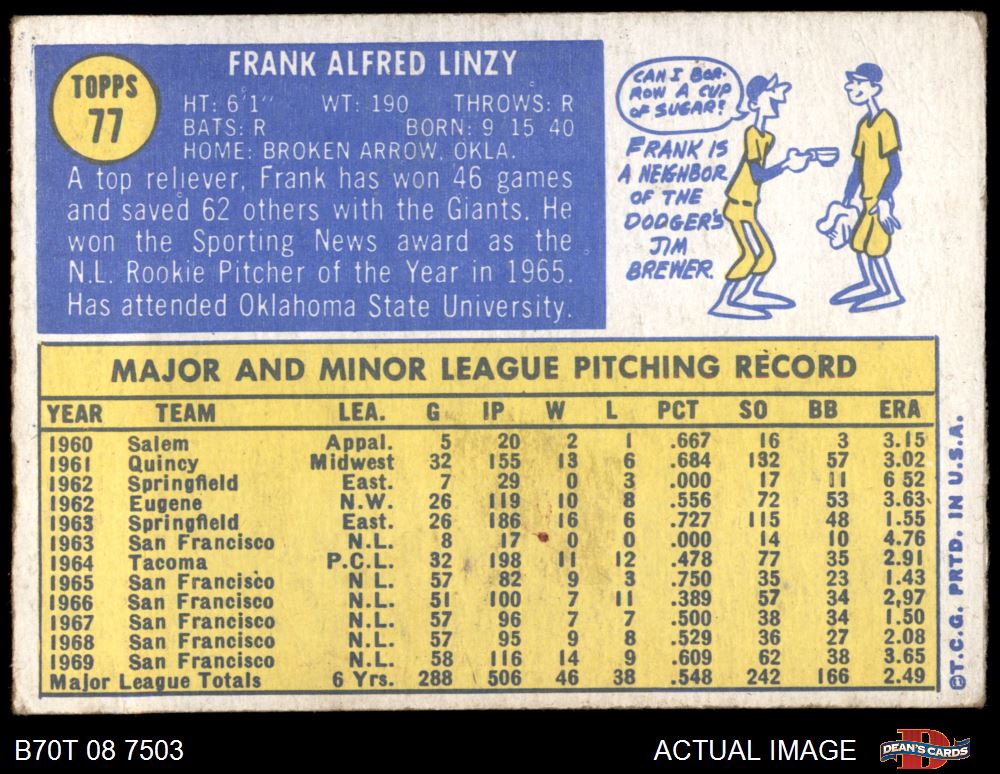 TOPPS
77
FRANK ALFRED LINZY
HT: 6'1" WT: 190 THROWS: R
BATS: R BORN: 9 15 40
HOME: BROKEN ARROW, OKLA.
A top reliever, Frank has won 46 games
and saved 62 others with the Giants. He
won the Sporting News award as the
N.L. Rookie Pitcher of the Year in 1965.
Has attended Oklahoma State University.
CAN I BOR-
ROW A CUP
OF SUGAR?
FRANK IS
A NEIGHBOR
OF THE
DODGER'S
JIM
BREWER.
MAJOR AND MINOR LEAGUE PITCHING RECORD
YEAR TEAM LEA. G IP W L PCT SO BB ERA
1960 Salem Appal. 5 20 2 1 .667 16 3 3.15
1961 Quincy Midwest 32 155 13 6 .684 132 57 3.02
1962 Springfield East. 7 29 0 3 .000 17 11 6 52
1962 Eugene N.W. 26 119 10 8 .556 72 53 3.63
1963 Springfield East. 26 186 16 6 .727 115 48 1.55
1963 San Francisco N.L. 8 17 0 0 .000 14 10 4.76
1964 Tacoma P.C.L. 32 198 11 12 .478 77 35 2.91
1965 San Francisco N L. 57 82 9 3 .750 35 23 1.43
1966 San Francisco N.L. 51 100 7 11 .389 57 34 2.97
1967 San Francisco N.L. 57 96 7 7 .500 38 34 1.50
1968 San Francisco N.L. 57 95 9 8 .529 36 27 2.08
1969 San Francisco N.L. 58 116 14 9 .609 62 38 3.65
Major League Totals 6 Yrs. 288 506 46 38 .548 242 166 2.49
©T.C.G. PRTD. IN U.S.A.
B70T 08 7503
ACTUAL IMAGE
DEAN'S CARDS